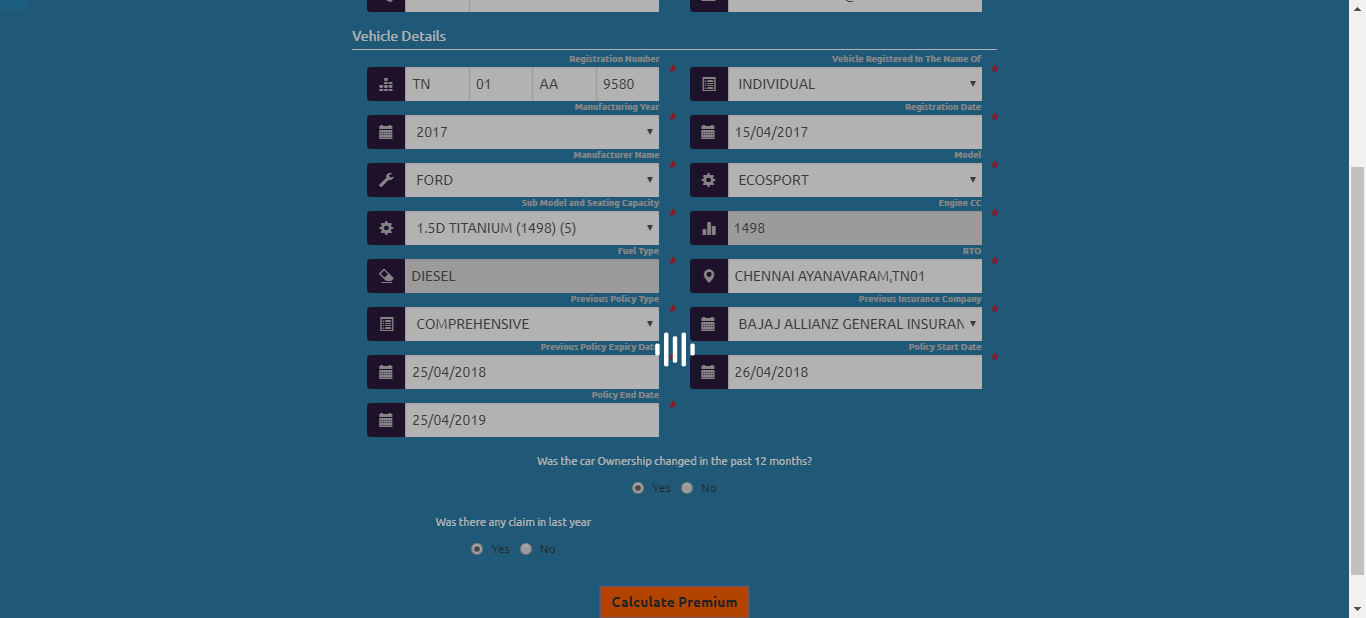 Vehicle Details
Registration Number
Vehicle Registered In The Name Of
TN 01 AA 9580 *
INDIVIDUAL *
Manufacturing Year
Registration Date
2017 *
15/04/2017 *
Manufacturer Name
Model
FORD *
ECOSPORT *
Sub Model and Seating Capacity
Engine CC
1.5D TITANIUM (1498) (5) *
1498 *
Fuel Type
RTO
DIESEL *
CHENNAI AYANAVARAM,TN01 *
Previous Policy Type
Previous Insurance Company
COMPREHENSIVE *
BAJAJ ALLIANZ GENERAL INSURAN *
Previous Policy Expiry Date
Policy Start Date
25/04/2018
26/04/2018 *
Policy End Date
25/04/2019 *
Was the car Ownership changed in the past 12 months?
Yes No
Was there any claim in last year
Yes No
Calculate Premium